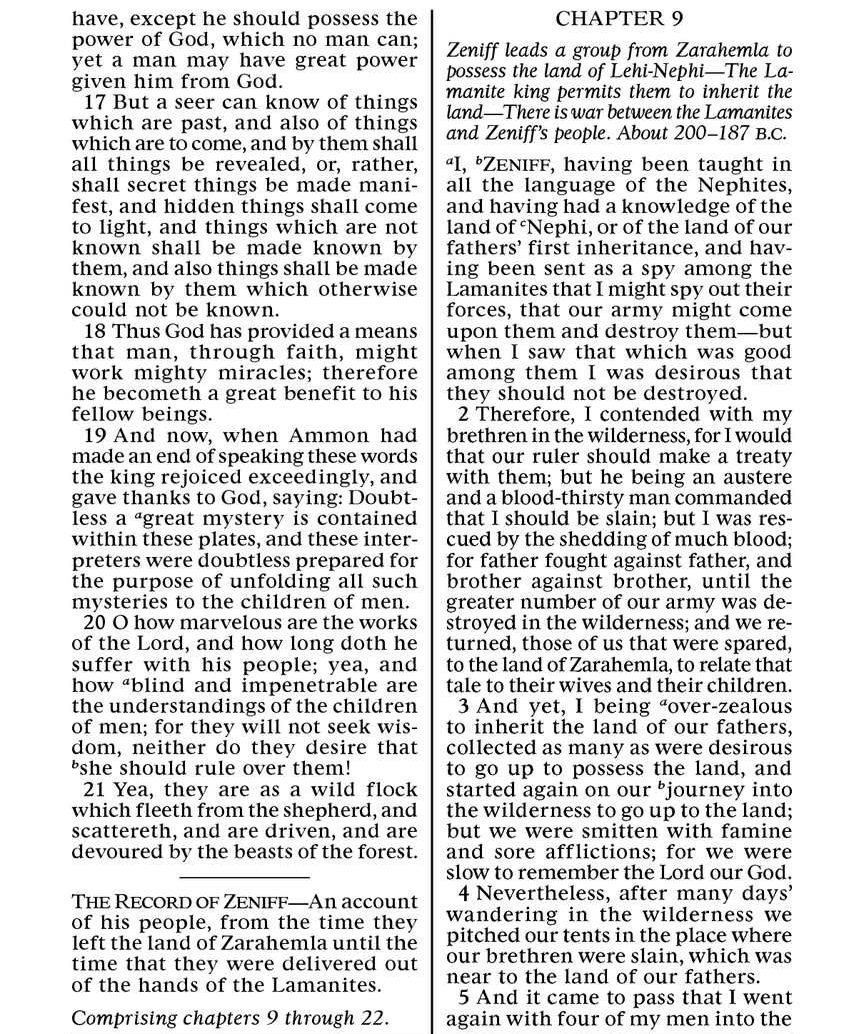 have, except he should possess the
power of God, which no man can;
yet a man may have great power
given him from God.
17 But a seer can know of things
which are past, and also of things
which are to come, and by them shall
all things be revealed, or, rather,
shall secret things be made mani-
fest, and hidden things shall come
to light, and things which are not
known shall be made known by
them, and also things shall be made
known by them which otherwise
could not be known.
18 Thus God has provided a means
that man, through faith, might
work mighty miracles; therefore
he becometh a great benefit to his
fellow beings.
19 And now, when Ammon had
made an end of speaking these words
the king rejoiced exceedingly, and
gave thanks to God, saying: Doubt-
less a ᵃgreat mystery is contained
within these plates, and these inter-
preters were doubtless prepared for
the purpose of unfolding all such
mysteries to the children of men.
20 O how marvelous are the works
of the Lord, and how long doth he
suffer with his people; yea, and
how ᵃblind and impenetrable are
the understandings of the children
of men; for they will not seek wis-
dom, neither do they desire that
ᵇshe should rule over them!
21 Yea, they are as a wild flock
which fleeth from the shepherd, and
scattereth, and are driven, and are
devoured by the beasts of the forest.
THE RECORD OF ZENIFF—An account
of his people, from the time they
left the land of Zarahemla until the
time that they were delivered out
of the hands of the Lamanites.
Comprising chapters 9 through 22.
CHAPTER 9
Zeniff leads a group from Zarahemla to
possess the land of Lehi-Nephi—The La-
manite king permits them to inherit the
land—There is war between the Lamanites
and Zeniff's people. About 200–187 B.C.
ᵃI, ᵇZENIFF, having been taught in
all the language of the Nephites,
and having had a knowledge of the
land of ᶜNephi, or of the land of our
fathers' first inheritance, and hav-
ing been sent as a spy among the
Lamanites that I might spy out their
forces, that our army might come
upon them and destroy them—but
when I saw that which was good
among them I was desirous that
they should not be destroyed.
2 Therefore, I contended with my
brethren in the wilderness, for I would
that our ruler should make a treaty
with them; but he being an austere
and a blood-thirsty man commanded
that I should be slain; but I was res-
cued by the shedding of much blood;
for father fought against father, and
brother against brother, until the
greater number of our army was de-
stroyed in the wilderness; and we re-
turned, those of us that were spared,
to the land of Zarahemla, to relate that
tale to their wives and their children.
3 And yet, I being ᵃover-zealous
to inherit the land of our fathers,
collected as many as were desirous
to go up to possess the land, and
started again on our ᵇjourney into
the wilderness to go up to the land;
but we were smitten with famine
and sore afflictions; for we were
slow to remember the Lord our God.
4 Nevertheless, after many days'
wandering in the wilderness we
pitched our tents in the place where
our brethren were slain, which was
near to the land of our fathers.
5 And it came to pass that I went
again with four of my men into the